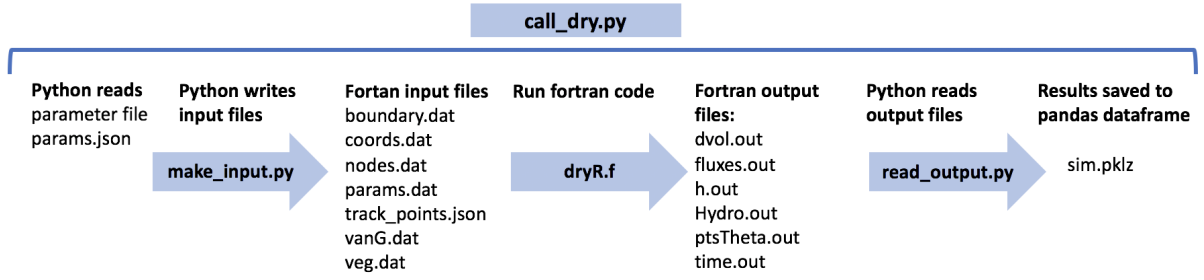 call_dry.py
Python reads
parameter file
params.json
Python writes
input files
make_input.py
Fortan input files
boundary.dat
coords.dat
nodes.dat
params.dat
track_points.json
vanG.dat
veg.dat
Run fortran code
dryR.f
Fortran output
files:
dvol.out
fluxes.out
h.out
Hydro.out
ptsTheta.out
time.out
Python reads
output files
read_output.py
Results saved to
pandas dataframe
sim.pklz